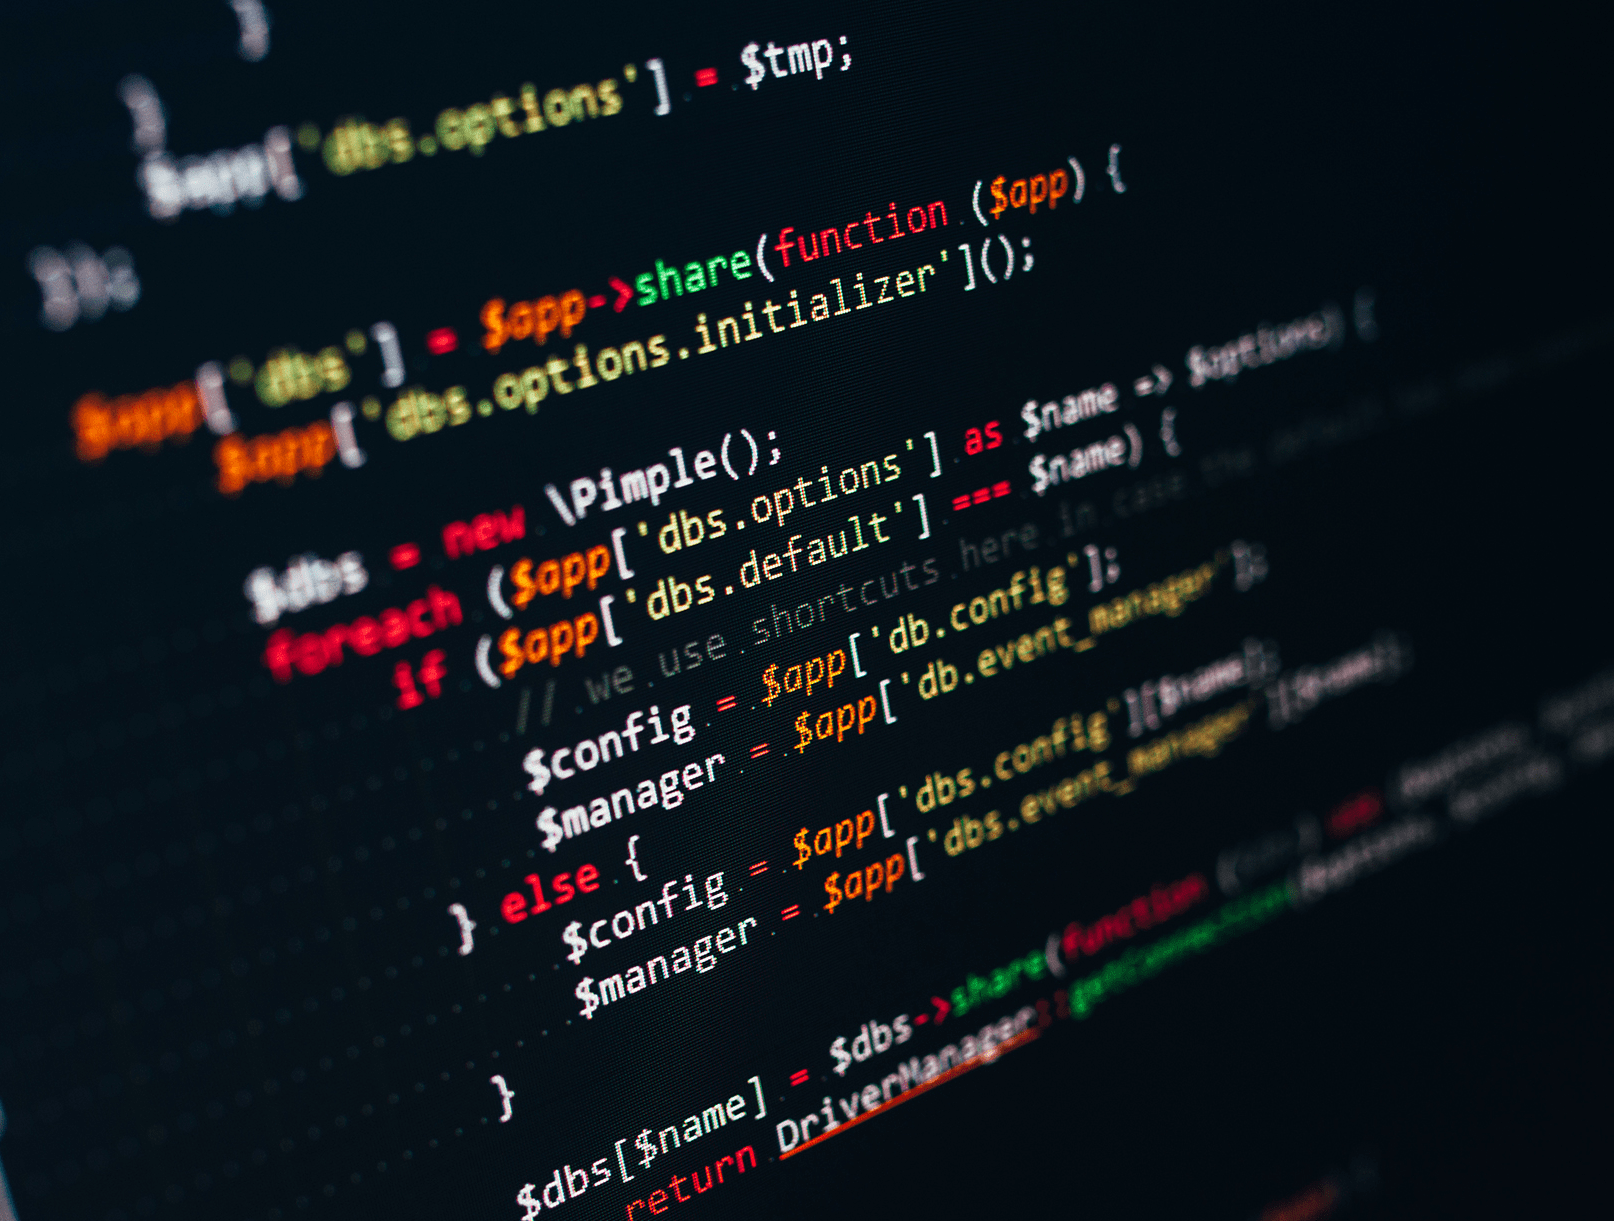 }
}
$app['dbs.options'] = $tmp;
});
$app['dbs'] = $app->share(function ($app) {
$app['dbs.options.initializer']();
$dbs = new \Pimple();
foreach ($app['dbs.options'] as $name => $options) {
if ($app['dbs.default'] === $name) {
// we use shortcuts here in case the default
$config = $app['db.config'];
$manager = $app['db.event_manager'];
} else {
$config = $app['dbs.config'][$name];
$manager = $app['dbs.event_manager'][$name];
}
$dbs[$name] = $dbs->share(function (
return DriverManager::getConnection(